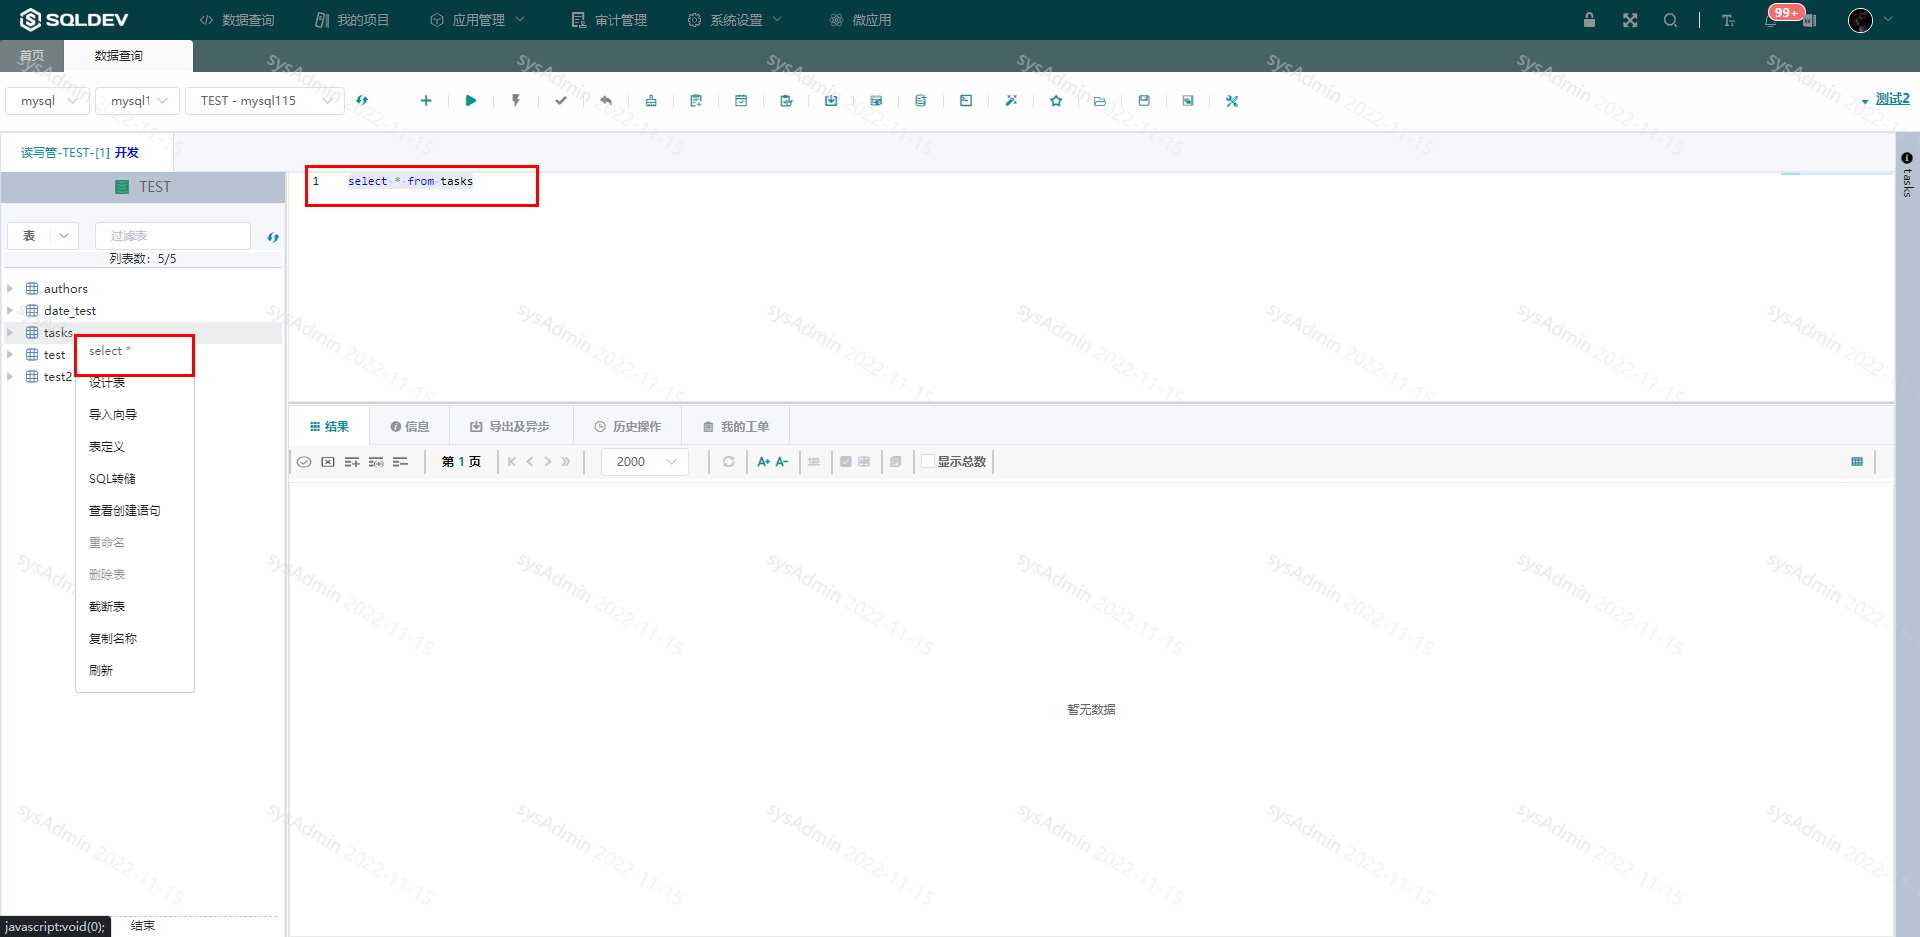 SQLDEV 数据查询 我的项目 应用管理 审计管理 系统设置 微应用 99+
首页 数据查询
mysql mysql1 TEST - mysql115 测试2
读写管-TEST-[1] 开发
TEST
表 过滤表
列表数：5/5
authors
date_test
tasks
test
test2
select *
设计表
导入向导
表定义
SQL转储
查看创建语句
重命名
删除表
截断表
复制名称
刷新
javascript:void(0);
结束
1 select * from tasks
tasks
结果 信息 导出及异步 历史操作 我的工单
第 1 页 2000 A+ A- 显示总数
暂无数据
sysAdmin 2022-11-15